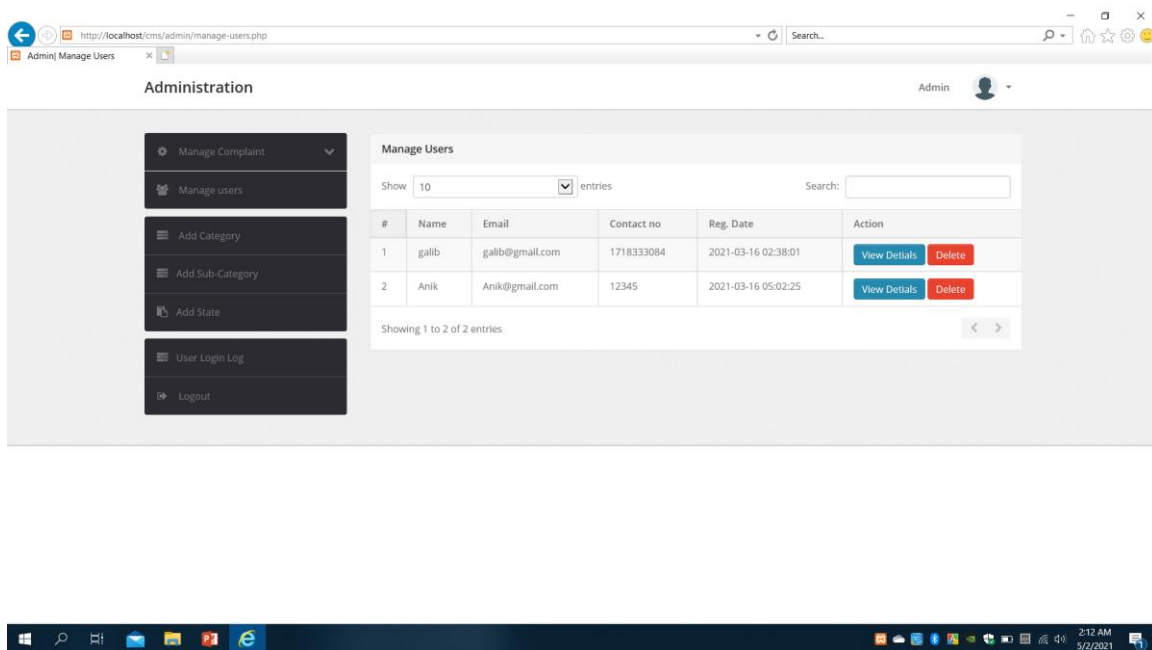 http://localhost/cms/admin/manage-users.php
Search...
Admin| Manage Users
Administration
Admin
Manage Complaint
Manage users
Add Category
Add Sub-Category
Add State
User Login Log
Logout
Manage Users
Show 10 entries
Search:
# Name Email Contact no Reg. Date Action
1 galib galib@gmail.com 1718333084 2021-03-16 02:38:01 View Detials Delete
2 Anik Anik@gmail.com 12345 2021-03-16 05:02:25 View Detials Delete
Showing 1 to 2 of 2 entries
2:12 AM
5/2/2021